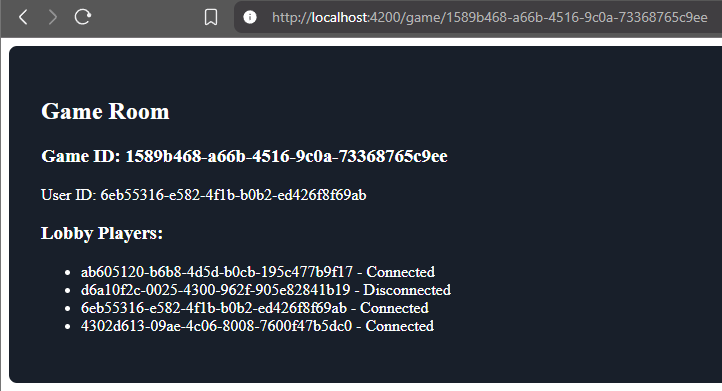 http://localhost:4200/game/1589b468-a66b-4516-9c0a-73368765c9ee
Game Room
Game ID: 1589b468-a66b-4516-9c0a-73368765c9ee
User ID: 6eb55316-e582-4f1b-b0b2-ed426f8f69ab
Lobby Players:
ab605120-b6b8-4d5d-b0cb-195c477b9f17 - Connected
d6a10f2c-0025-4300-962f-905e82841b19 - Disconnected
6eb55316-e582-4f1b-b0b2-ed426f8f69ab - Connected
4302d613-09ae-4c06-8008-7600f47b5dc0 - Connected